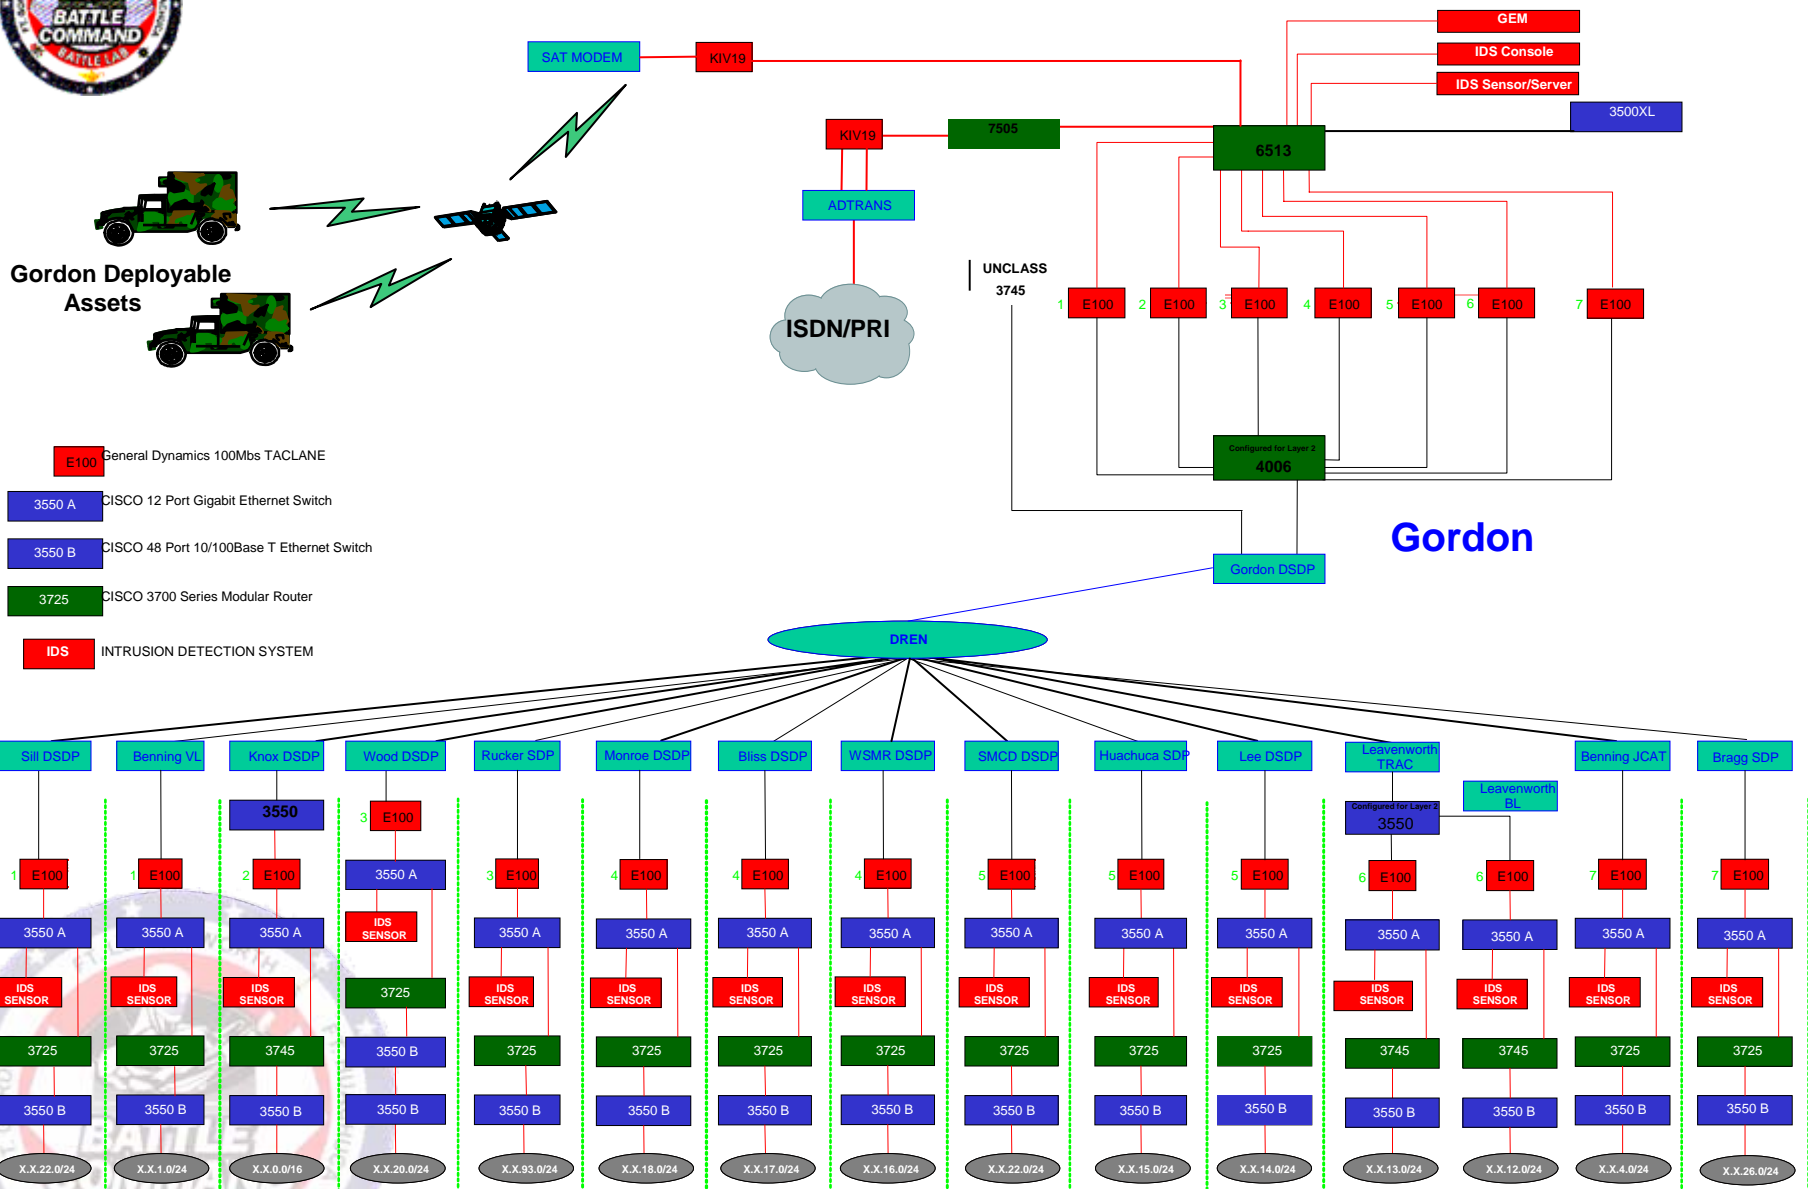 BATTLE
COMMAND
BATTLE LAB
GEM
IDS Console
IDS Sensor/Server
3500XL
SAT MODEM
KIV19
KIV19
7505
6513
ADTRANS
ISDN/PRI
UNCLASS
3745
Gordon Deployable
Assets
1 E100
2 E100
3 E100
4 E100
5 E100
6 E100
7 E100
Configured for Layer 2
4006
Gordon
Gordon DSDP
E100 General Dynamics 100Mbs TACLANE
3550 A CISCO 12 Port Gigabit Ethernet Switch
3550 B CISCO 48 Port 10/100Base T Ethernet Switch
3725 CISCO 3700 Series Modular Router
IDS INTRUSION DETECTION SYSTEM
DREN
Sill DSDP
1 E100
3550 A
IDS
SENSOR
3725
3550 B
X.X.22.0/24
Benning VL
1 E100
3550 A
IDS
SENSOR
3725
3550 B
X.X.1.0/24
Knox DSDP
3550
2 E100
3550 A
IDS
SENSOR
3745
3550 B
X.X.0.0/16
Wood DSDP
3 E100
3550 A
IDS
SENSOR
3725
3550 B
3550 B
X.X.20.0/24
Rucker SDP
3 E100
3550 A
IDS
SENSOR
3725
3550 B
X.X.93.0/24
Monroe DSDP
4 E100
3550 A
IDS
SENSOR
3725
3550 B
X.X.18.0/24
Bliss DSDP
4 E100
3550 A
IDS
SENSOR
3725
3550 B
X.X.17.0/24
WSMR DSDP
4 E100
3550 A
IDS
SENSOR
3725
3550 B
X.X.16.0/24
SMCD DSDP
5 E100
3550 A
IDS
SENSOR
3725
3550 B
X.X.22.0/24
Huachuca SDP
5 E100
3550 A
IDS
SENSOR
3725
3550 B
X.X.15.0/24
Lee DSDP
5 E100
3550 A
IDS
SENSOR
3725
3550 B
X.X.14.0/24
Leavenworth
TRAC
Configured for Layer 2
3550
6 E100
3550 A
IDS
SENSOR
3745
3550 B
X.X.13.0/24
Leavenworth
BL
6 E100
3550 A
IDS
SENSOR
3745
3550 B
X.X.12.0/24
Benning JCAT
7 E100
3550 A
IDS
SENSOR
3725
3550 B
X.X.4.0/24
Bragg SDP
7 E100
3550 A
IDS
SENSOR
3725
3550 B
X.X.26.0/24
BATTLE
COMMAND